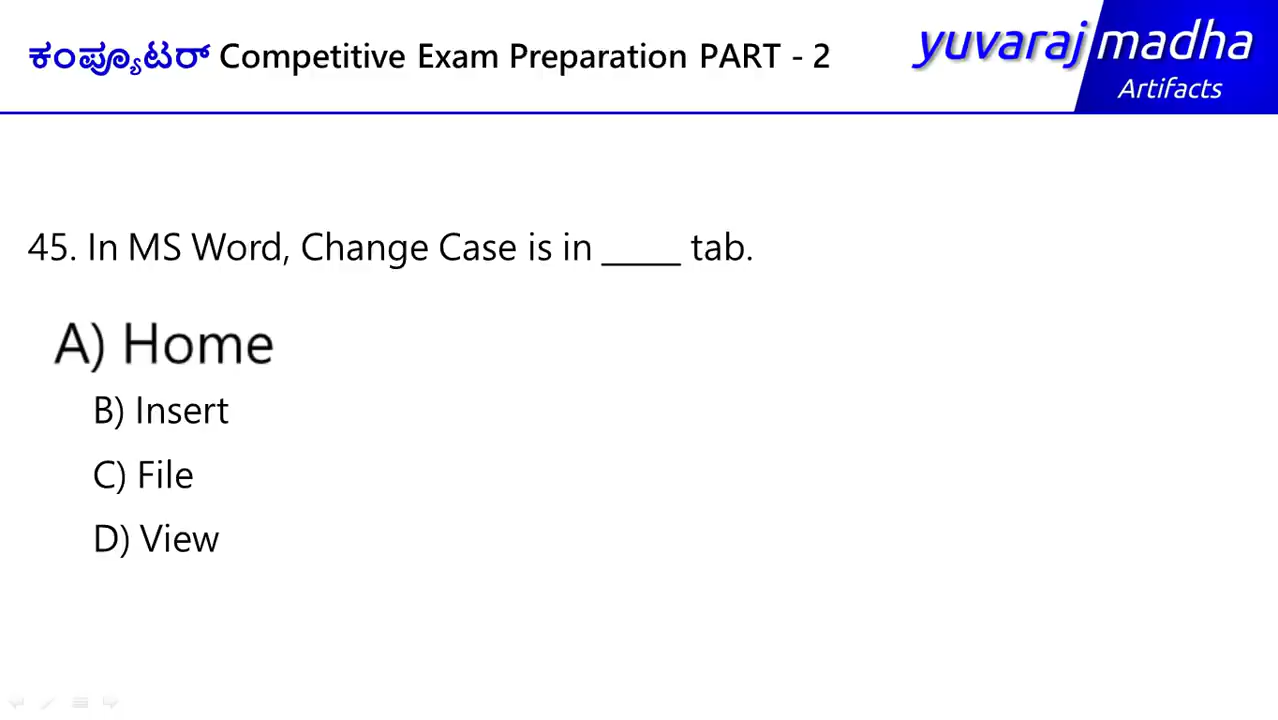 ಕಂಪ್ಯೂಟರ್ Competitive Exam Preparation PART - 2
yuvaraj madha
Artifacts
45. In MS Word, Change Case is in _____ tab.
A) Home
B) Insert
C) File
D) View